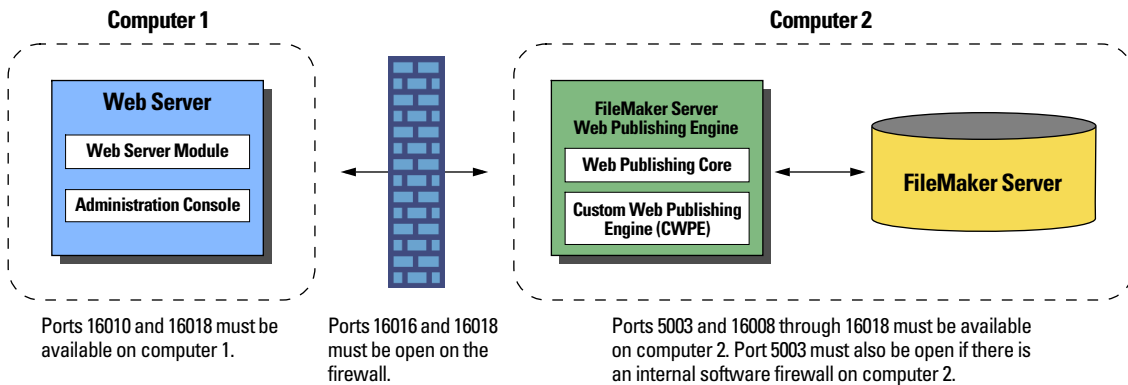 Computer 1
Computer 2
Web Server
Web Server Module
Administration Console
FileMaker Server
Web Publishing Engine
Web Publishing Core
Custom Web Publishing
Engine (CWPE)
FileMaker Server
Ports 16010 and 16018 must be
available on computer 1.
Ports 16016 and 16018
must be open on the
firewall.
Ports 5003 and 16008 through 16018 must be available
on computer 2. Port 5003 must also be open if there is
an internal software firewall on computer 2.